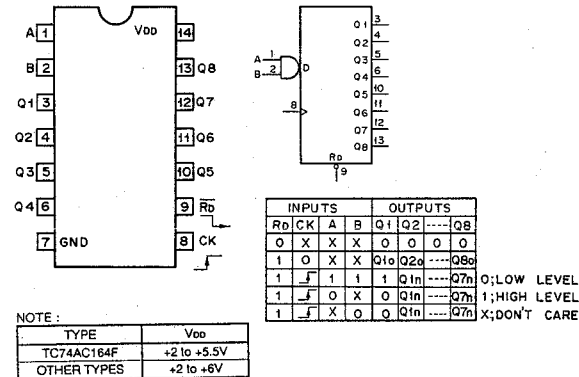 A 1 VDD 14
B 2 13 Q8
Q1 3 12 Q7
Q2 4 11 Q6
Q3 5 10 Q5
Q4 6 9 RD
7 GND 8 CK
A 1
B 2
D
8
Q1 3
Q2 4
Q3 5
Q4 6
Q5 10
Q6 11
Q7 12
Q8 13
RD
9
INPUTS OUTPUTS
RD CK A B Q1 Q2 ---- Q8
0 X X X 0 0 0 0
1 0 X X Q1o Q2o ---- Q8o
1 1 1 1 Q1n ---- Q7n 0;LOW LEVEL
1 0 X 0 Q1n ---- Q7n 1;HIGH LEVEL
1 X 0 0 Q1n ---- Q7n X;DON'T CARE
NOTE :
TYPE VDD
TC74AC164F +2 to +5.5V
OTHER TYPES +2 to +6V